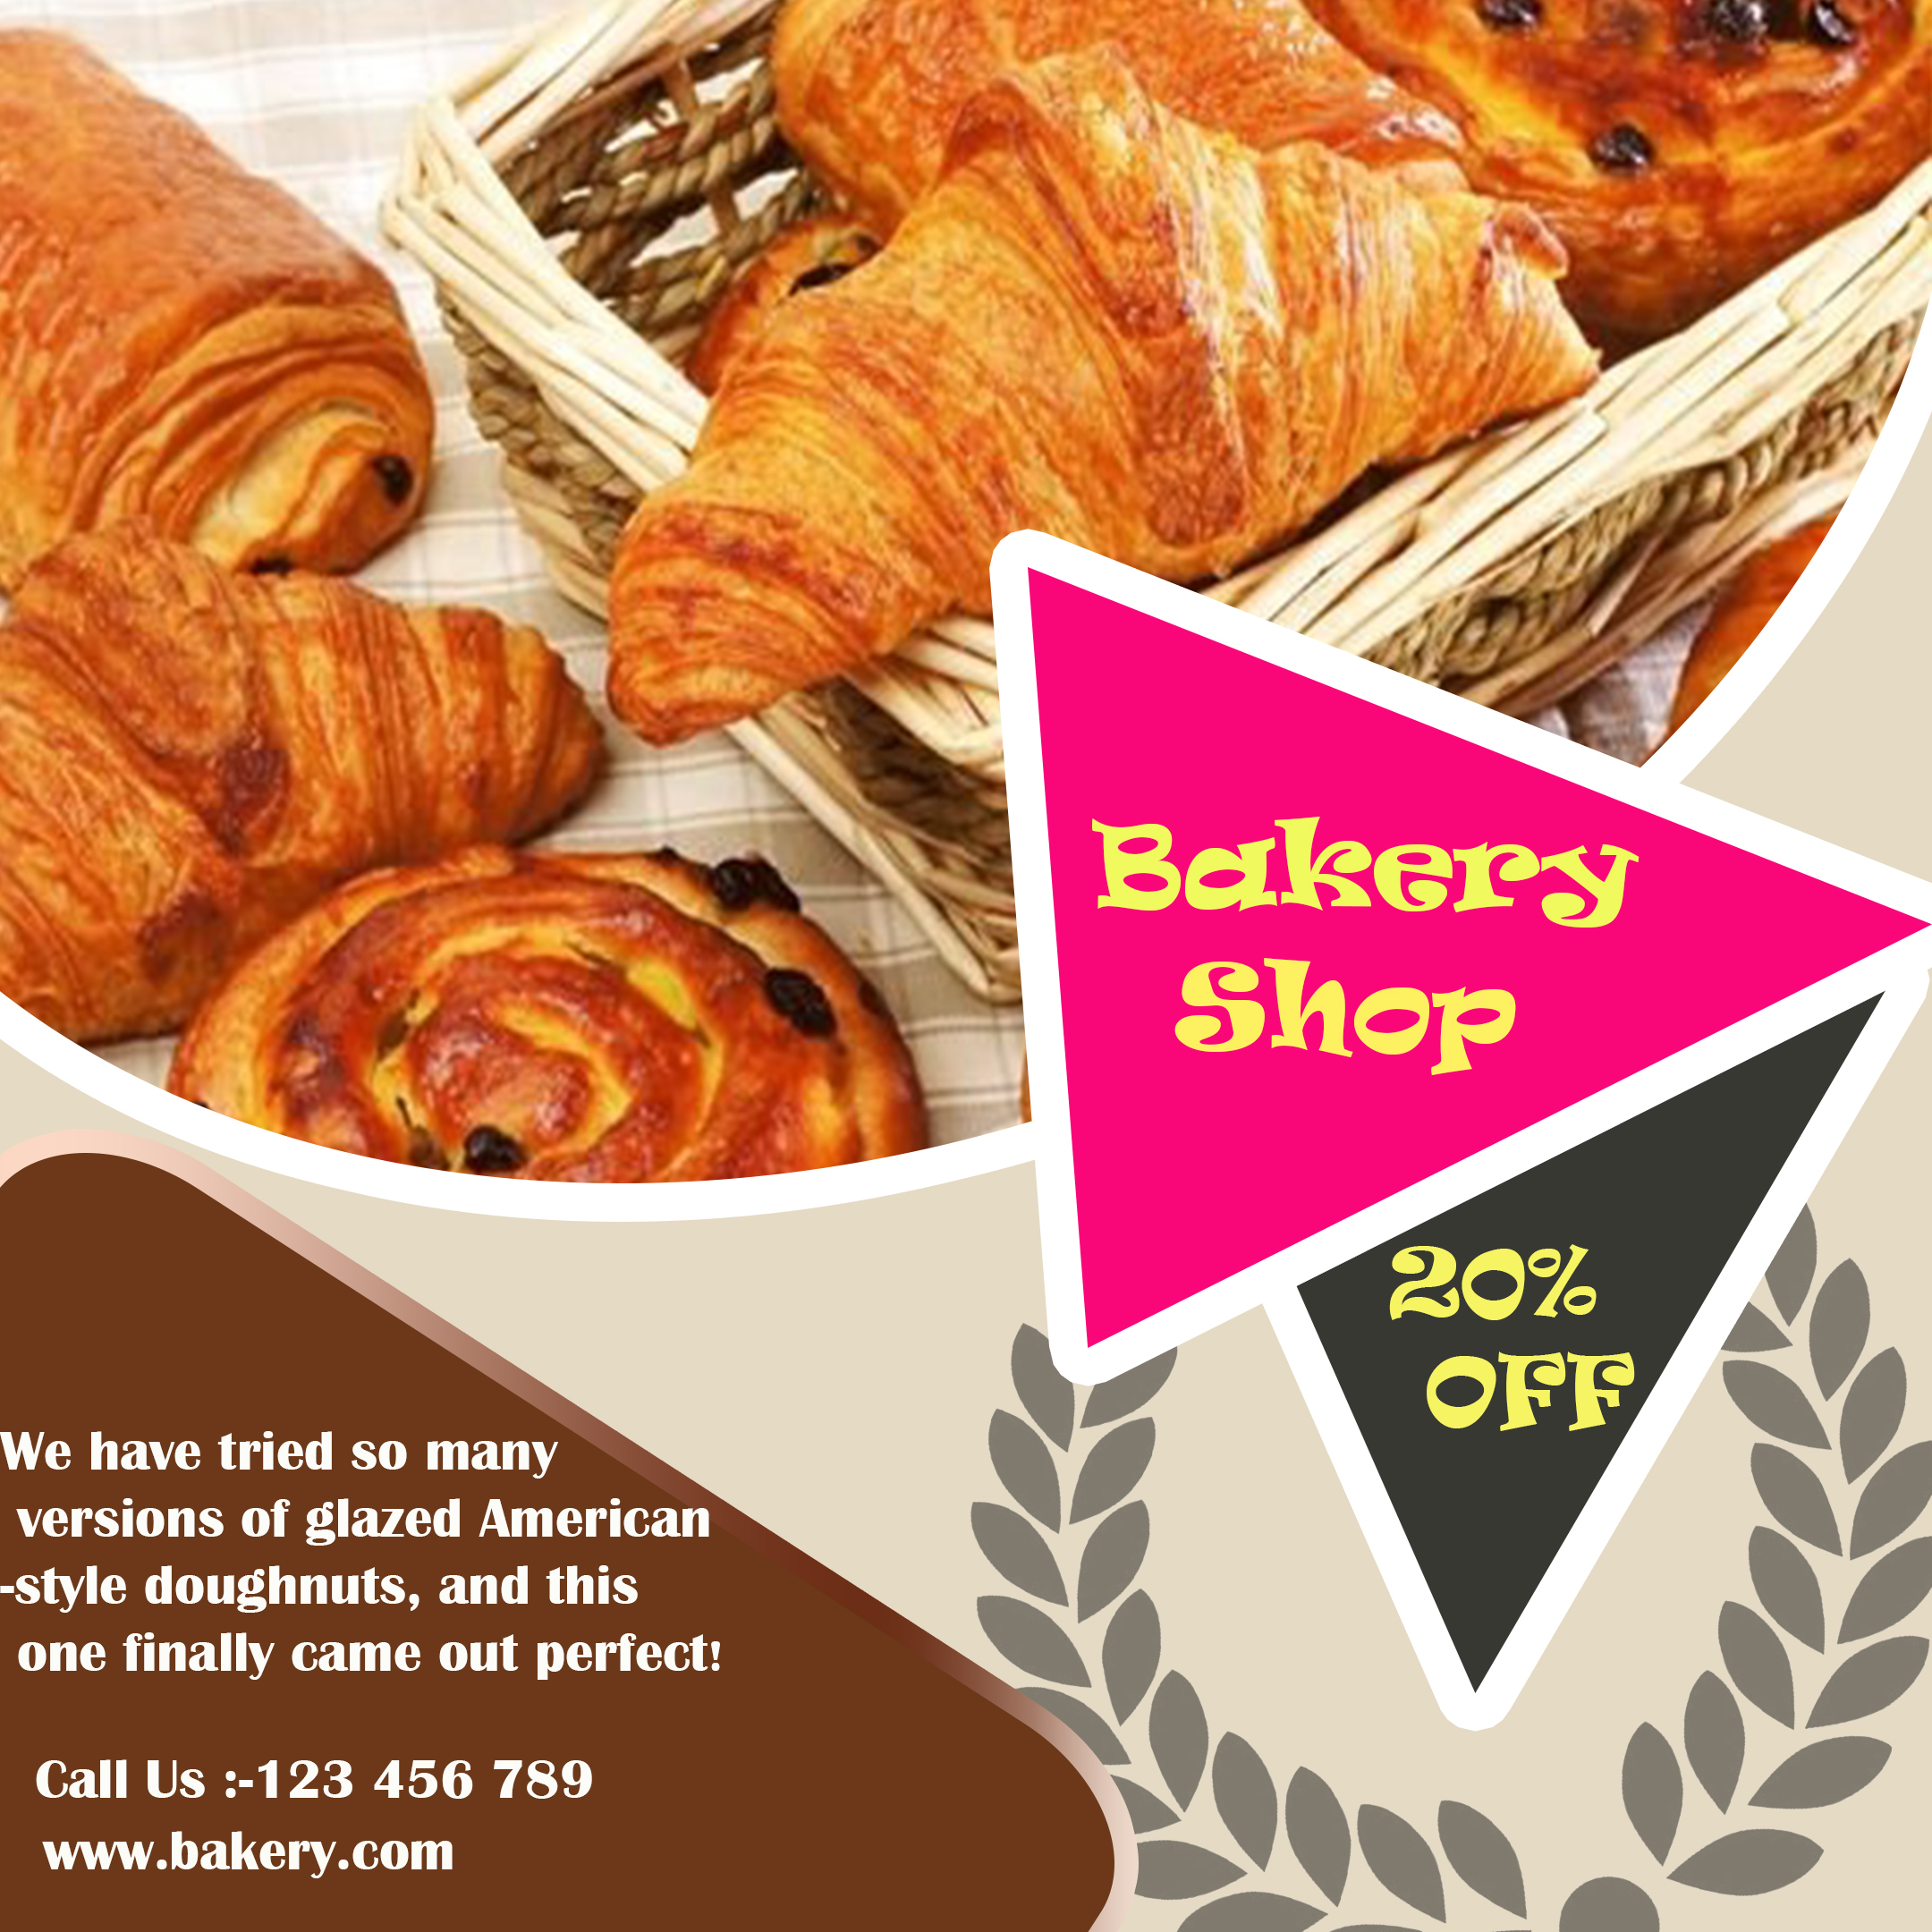 Bakery
Shop
20%
OFF
We have tried so many
versions of glazed American
-style doughnuts, and this
one finally came out perfect!
Call Us :-123 456 789
www.bakery.com